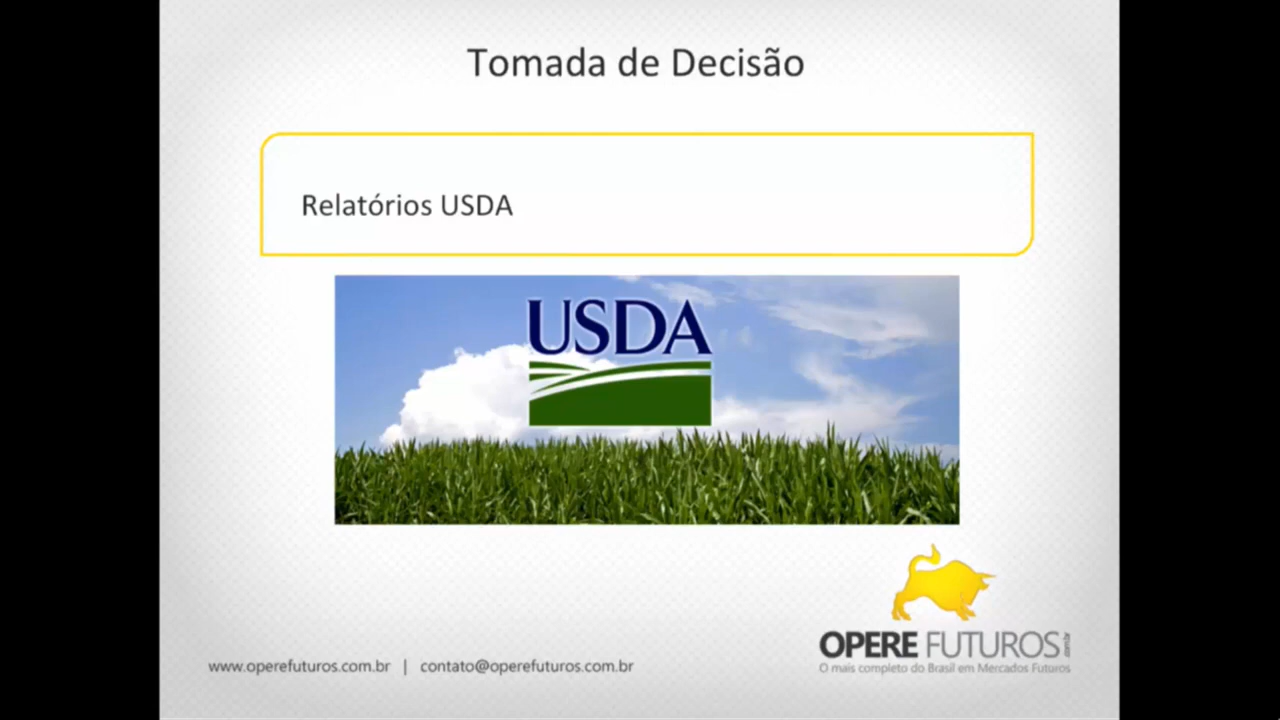 Tomada de Decisão
Relatórios USDA
USDA
OPERE FUTUROS
O mais completo do Brasil em Mercados Futuros
www.operefuturos.com.br | contato@operefuturos.com.br